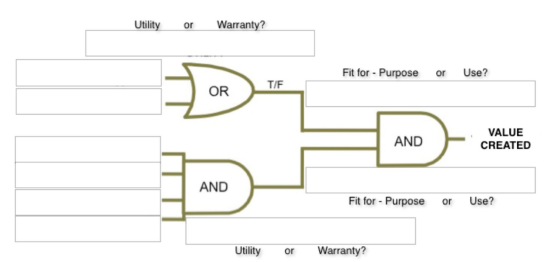 Utility or Warranty?
Fit for - Purpose or Use?
OR
T/F
AND
VALUE
CREATED
AND
Fit for - Purpose or Use?
Utility or Warranty?